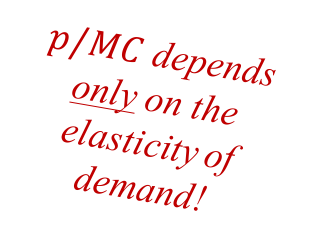 p/MC depends
only on the
elasticity of
demand!